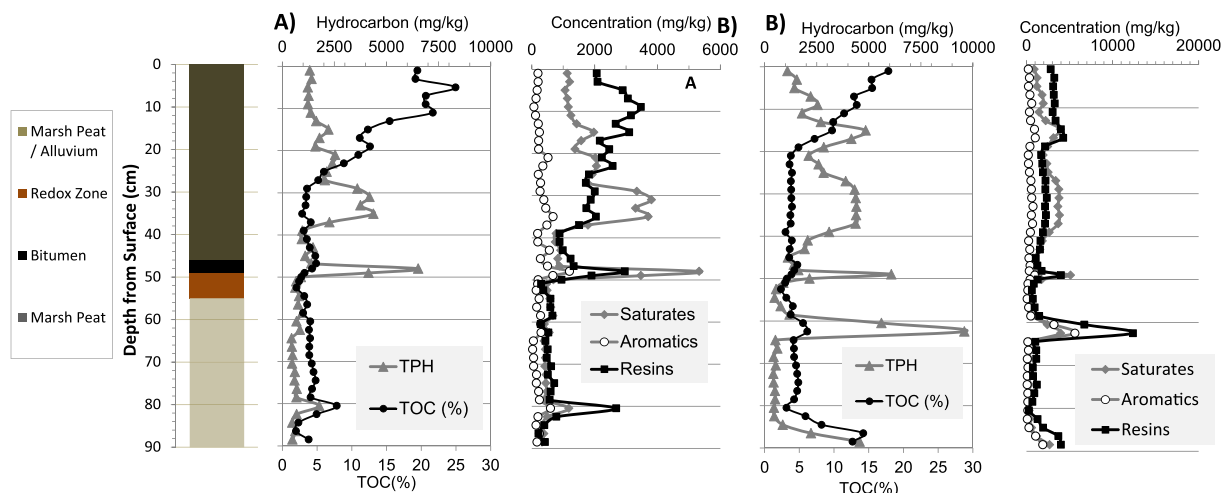 Marsh Peat
/ Alluvium
Redox Zone
Bitumen
Marsh Peat
Depth from Surface (cm)
0
10
20
30
40
50
60
70
80
90
A)
Hydrocarbon (mg/kg)
0 2500 5000 7500 10000
TPH
TOC (%)
0 5 10 15 20 25 30
TOC(%)
Concentration (mg/kg)
0 2000 4000 6000
A
Saturates
Aromatics
Resins
B)
B)
Hydrocarbon (mg/kg)
0 2500 5000 7500 10000
TPH
TOC (%)
0 5 10 15 20 25 30
TOC(%)
Concentration (mg/kg)
0 10000 20000
Saturates
Aromatics
Resins